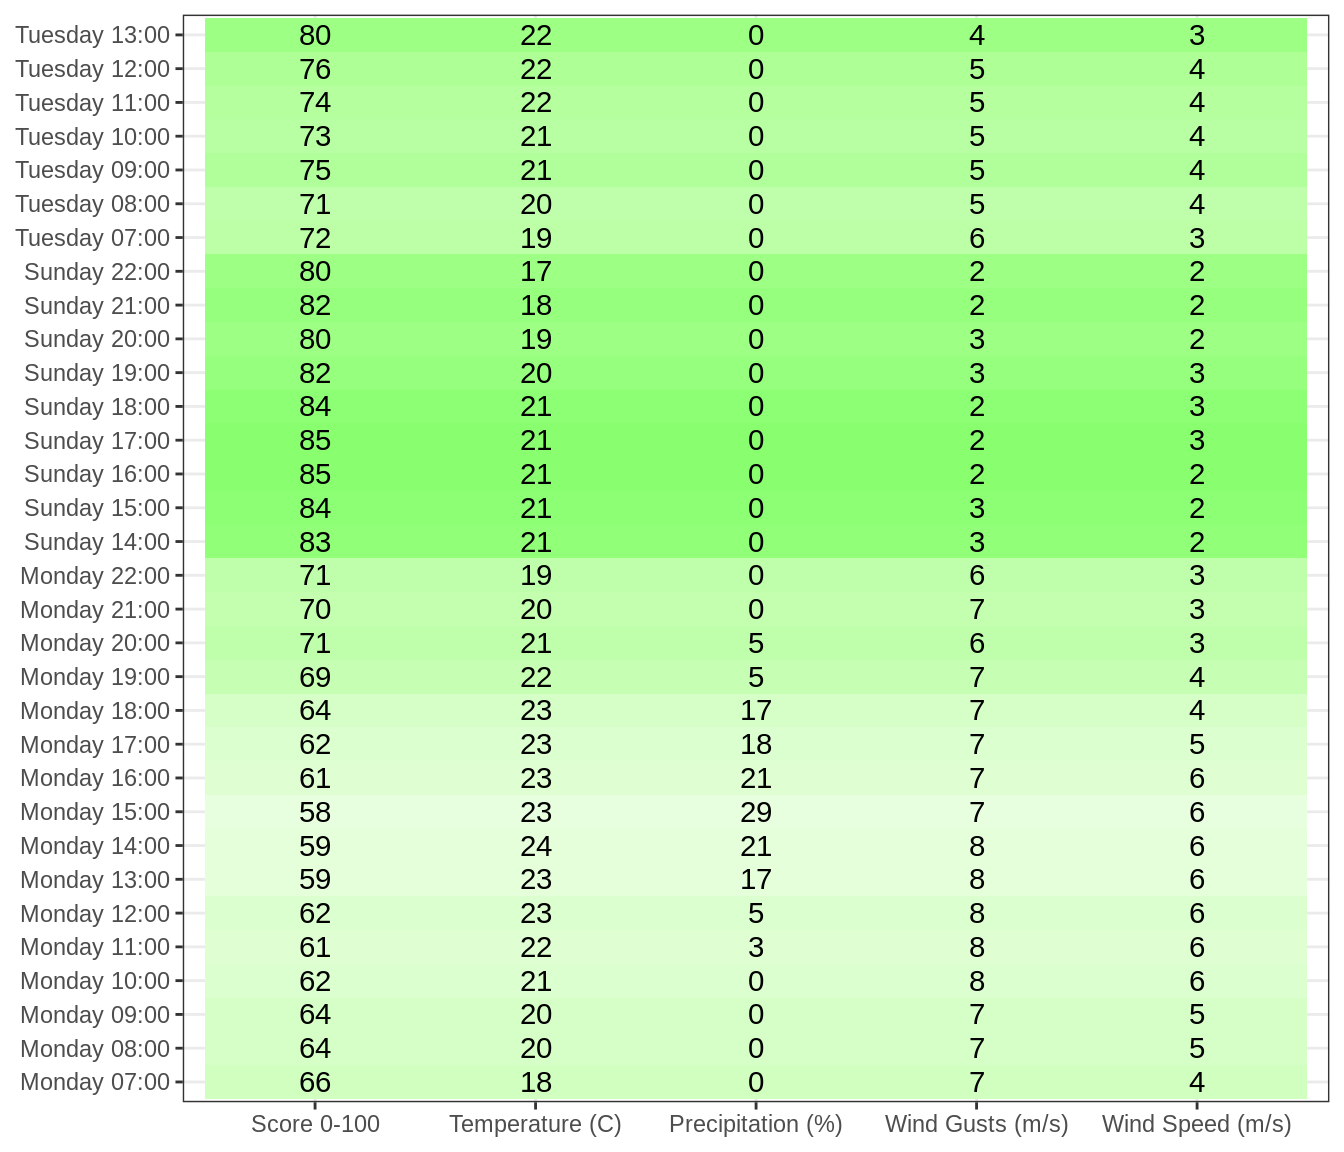 Tuesday 13:00 80 22 0 4 3
Tuesday 12:00 76 22 0 5 4
Tuesday 11:00 74 22 0 5 4
Tuesday 10:00 73 21 0 5 4
Tuesday 09:00 75 21 0 5 4
Tuesday 08:00 71 20 0 5 4
Tuesday 07:00 72 19 0 6 3
Sunday 22:00 80 17 0 2 2
Sunday 21:00 82 18 0 2 2
Sunday 20:00 80 19 0 3 2
Sunday 19:00 82 20 0 3 3
Sunday 18:00 84 21 0 2 3
Sunday 17:00 85 21 0 2 3
Sunday 16:00 85 21 0 2 2
Sunday 15:00 84 21 0 3 2
Sunday 14:00 83 21 0 3 2
Monday 22:00 71 19 0 6 3
Monday 21:00 70 20 0 7 3
Monday 20:00 71 21 5 6 3
Monday 19:00 69 22 5 7 4
Monday 18:00 64 23 17 7 4
Monday 17:00 62 23 18 7 5
Monday 16:00 61 23 21 7 6
Monday 15:00 58 23 29 7 6
Monday 14:00 59 24 21 8 6
Monday 13:00 59 23 17 8 6
Monday 12:00 62 23 5 8 6
Monday 11:00 61 22 3 8 6
Monday 10:00 62 21 0 8 6
Monday 09:00 64 20 0 7 5
Monday 08:00 64 20 0 7 5
Monday 07:00 66 18 0 7 4
Score 0-100 Temperature (C) Precipitation (%) Wind Gusts (m/s) Wind Speed (m/s)